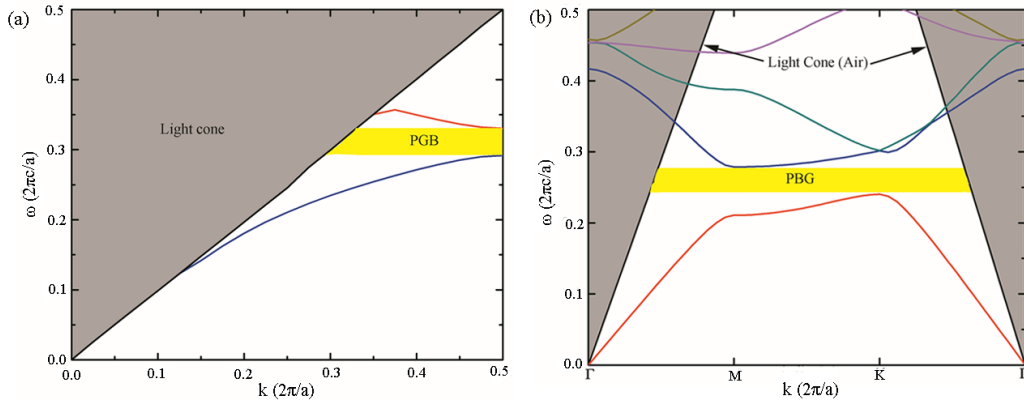 (a)
0.5
0.4
0.3
0.2
0.1
0.0
ω (2πc/a)
Light cone
PGB
0.0 0.1 0.2 0.3 0.4 0.5
k (2π/a)
(b)
0.5
0.4
0.3
0.2
0.1
0.0
ω (2πc/a)
Light Cone (Air)
PBG
Γ M K Γ
k (2π/a)